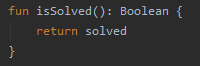 fun isSolved(): Boolean {
    return solved
}